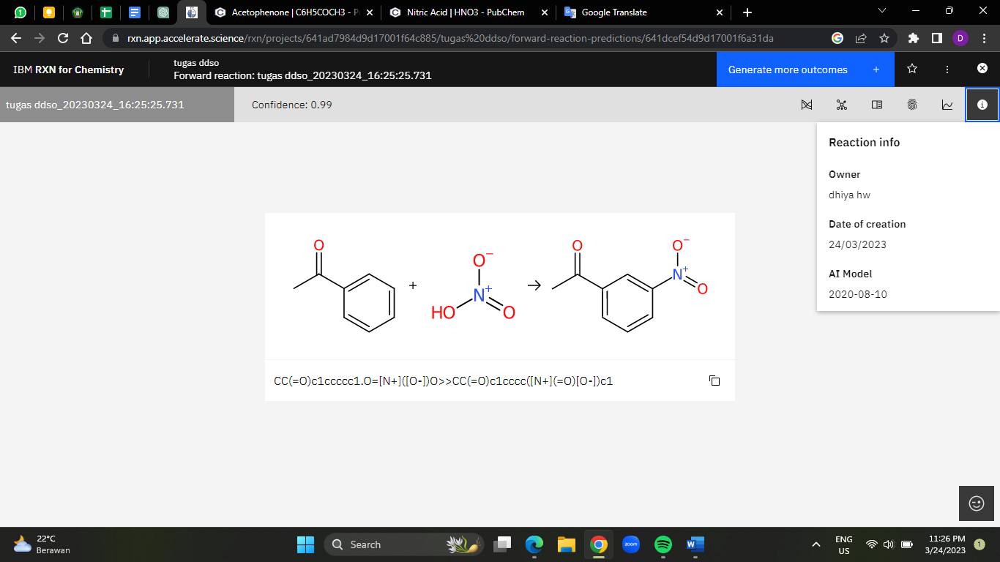 Acetophenone | C6H5COCH3 - P
Nitric Acid | HNO3 - PubChem
Google Translate
rxn.app.accelerate.science/rxn/projects/641ad7984d9d17001f64c885/tugas%20ddso/forward-reaction-predictions/641dcef54d9d17001f6a31da
D
IBM RXN for Chemistry
tugas ddso
Forward reaction: tugas ddso_20230324_16:25:25.731
Generate more outcomes +
tugas ddso_20230324_16:25:25.731
Confidence: 0.99
Reaction info
Owner
dhiya hw
Date of creation
24/03/2023
AI Model
2020-08-10
O
+
O−
N+
HO
O
O
O−
N+
O
CC(=O)c1ccccc1.O=[N+]([O-])O>>CC(=O)c1cccc([N+](=O)[O-])c1
22°C
Berawan
Search
zoom
W
ENG
US
11:26 PM
3/24/2023
1